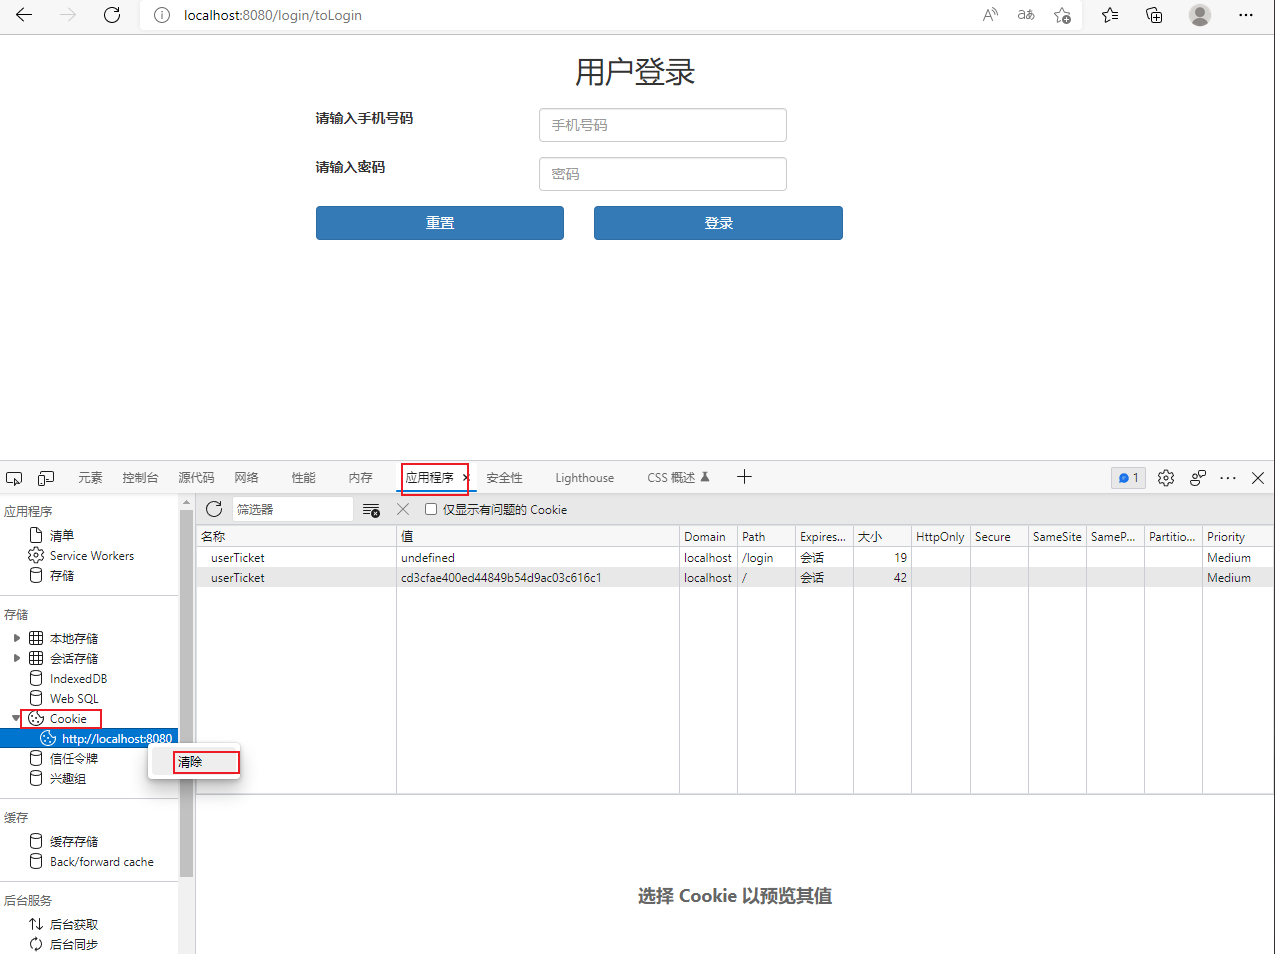 localhost:8080/login/toLogin
用户登录
请输入手机号码
手机号码
请输入密码
密码
重置
登录
元素
控制台
源代码
网络
性能
内存
应用程序
安全性
Lighthouse
CSS 概述
1
应用程序
清单
Service Workers
存储
存储
本地存储
会话存储
IndexedDB
Web SQL
Cookie
http://localhost:8080
信任令牌
兴趣组
清除
缓存
缓存存储
Back/forward cache
后台服务
后台获取
后台同步
筛选器
仅显示有问题的 Cookie
名称 值 Domain Path Expires... 大小 HttpOnly Secure SameSite SameP... Partitio... Priority
userTicket undefined localhost /login 会话 19 Medium
userTicket cd3cfae400ed44849b54d9ac03c616c1 localhost / 会话 42 Medium
选择 Cookie 以预览其值